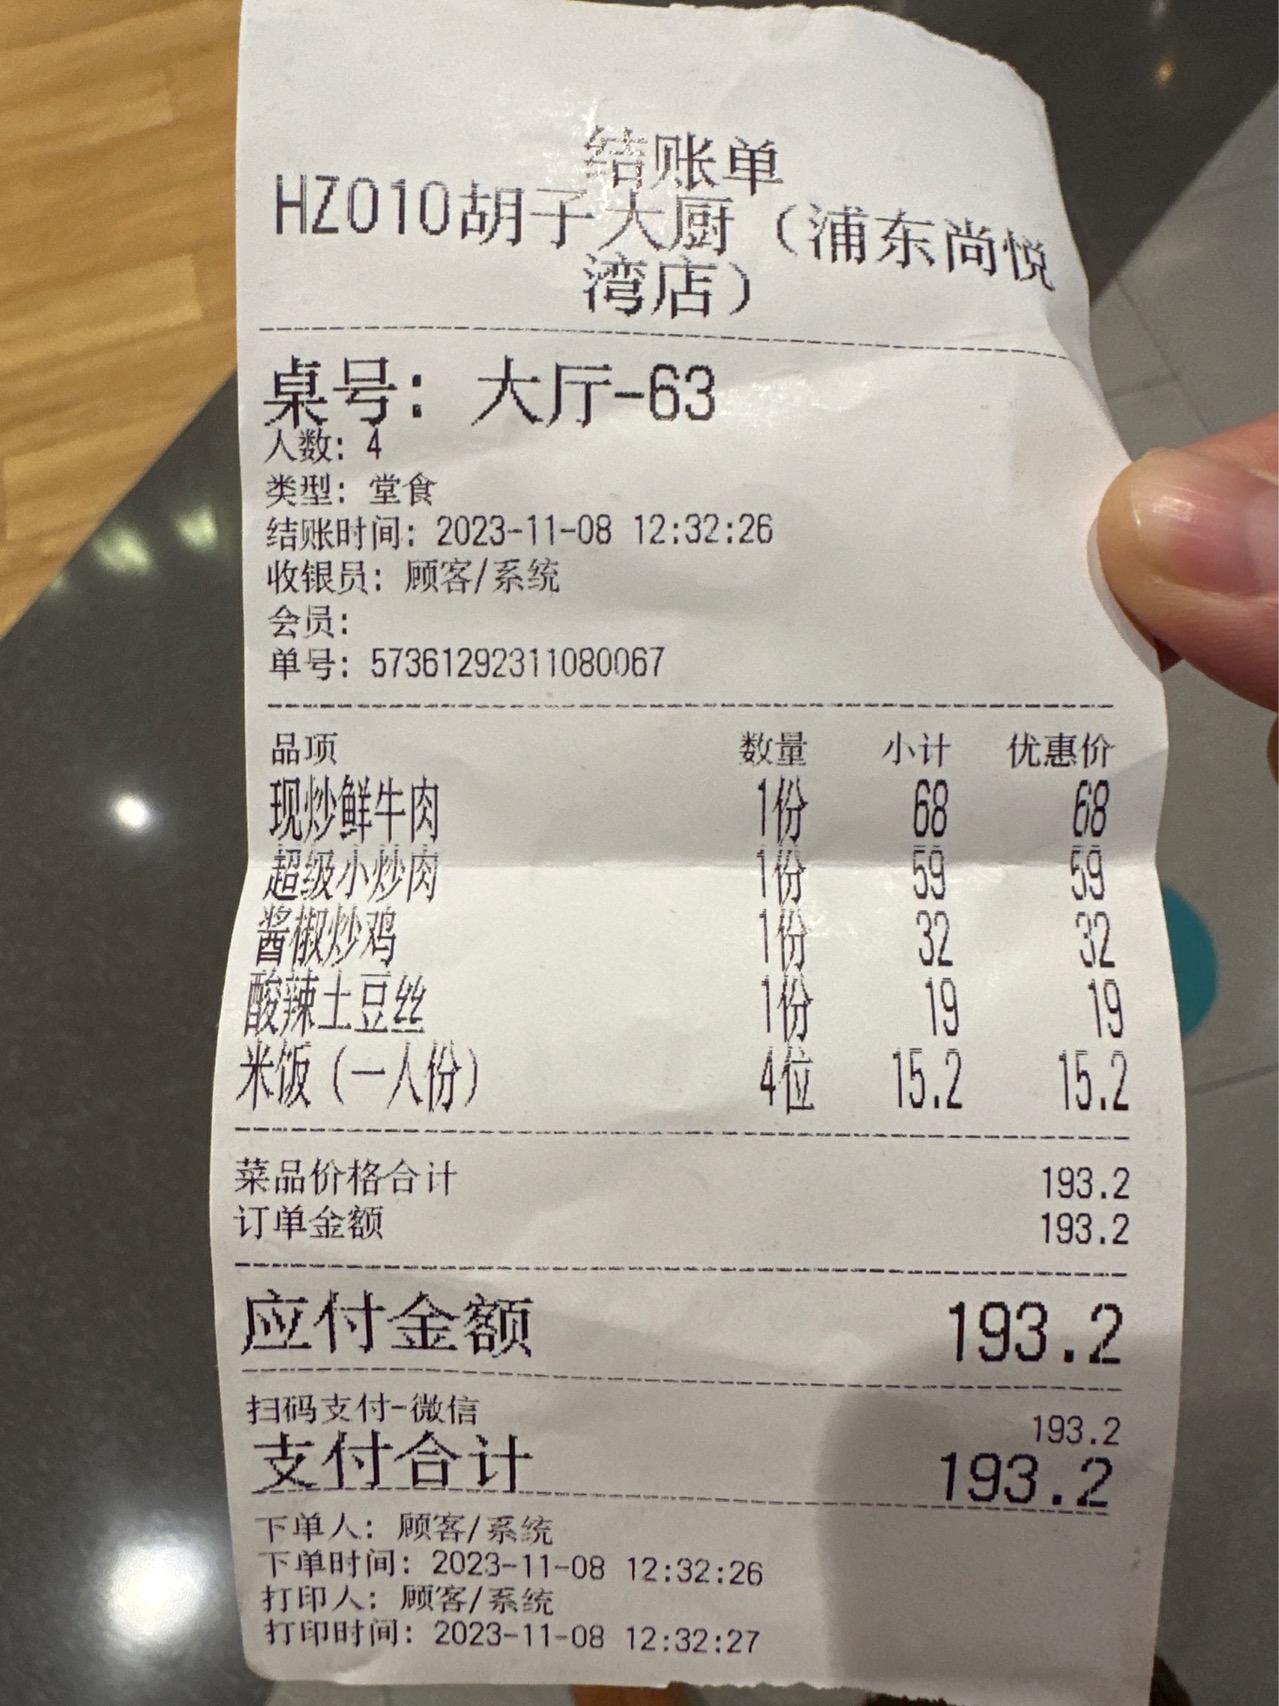 结账单
HZ010胡子大厨（浦东尚悦
湾店）
桌号：大厅-63
人数：4
类型：堂食
结账时间：2023-11-08 12:32:26
收银员：顾客/系统
会员：
单号：57361292311080067
品项 数量 小计 优惠价
现炒鲜牛肉 1份 68 68
超级小炒肉 1份 59 59
酱椒炒鸡 1份 32 32
酸辣土豆丝 1份 19 19
米饭（一人份） 4位 15.2 15.2
菜品价格合计 193.2
订单金额 193.2
应付金额 193.2
扫码支付-微信 193.2
支付合计 193.2
下单人：顾客/系统
下单时间：2023-11-08 12:32:26
打印人：顾客/系统
打印时间：2023-11-08 12:32:27